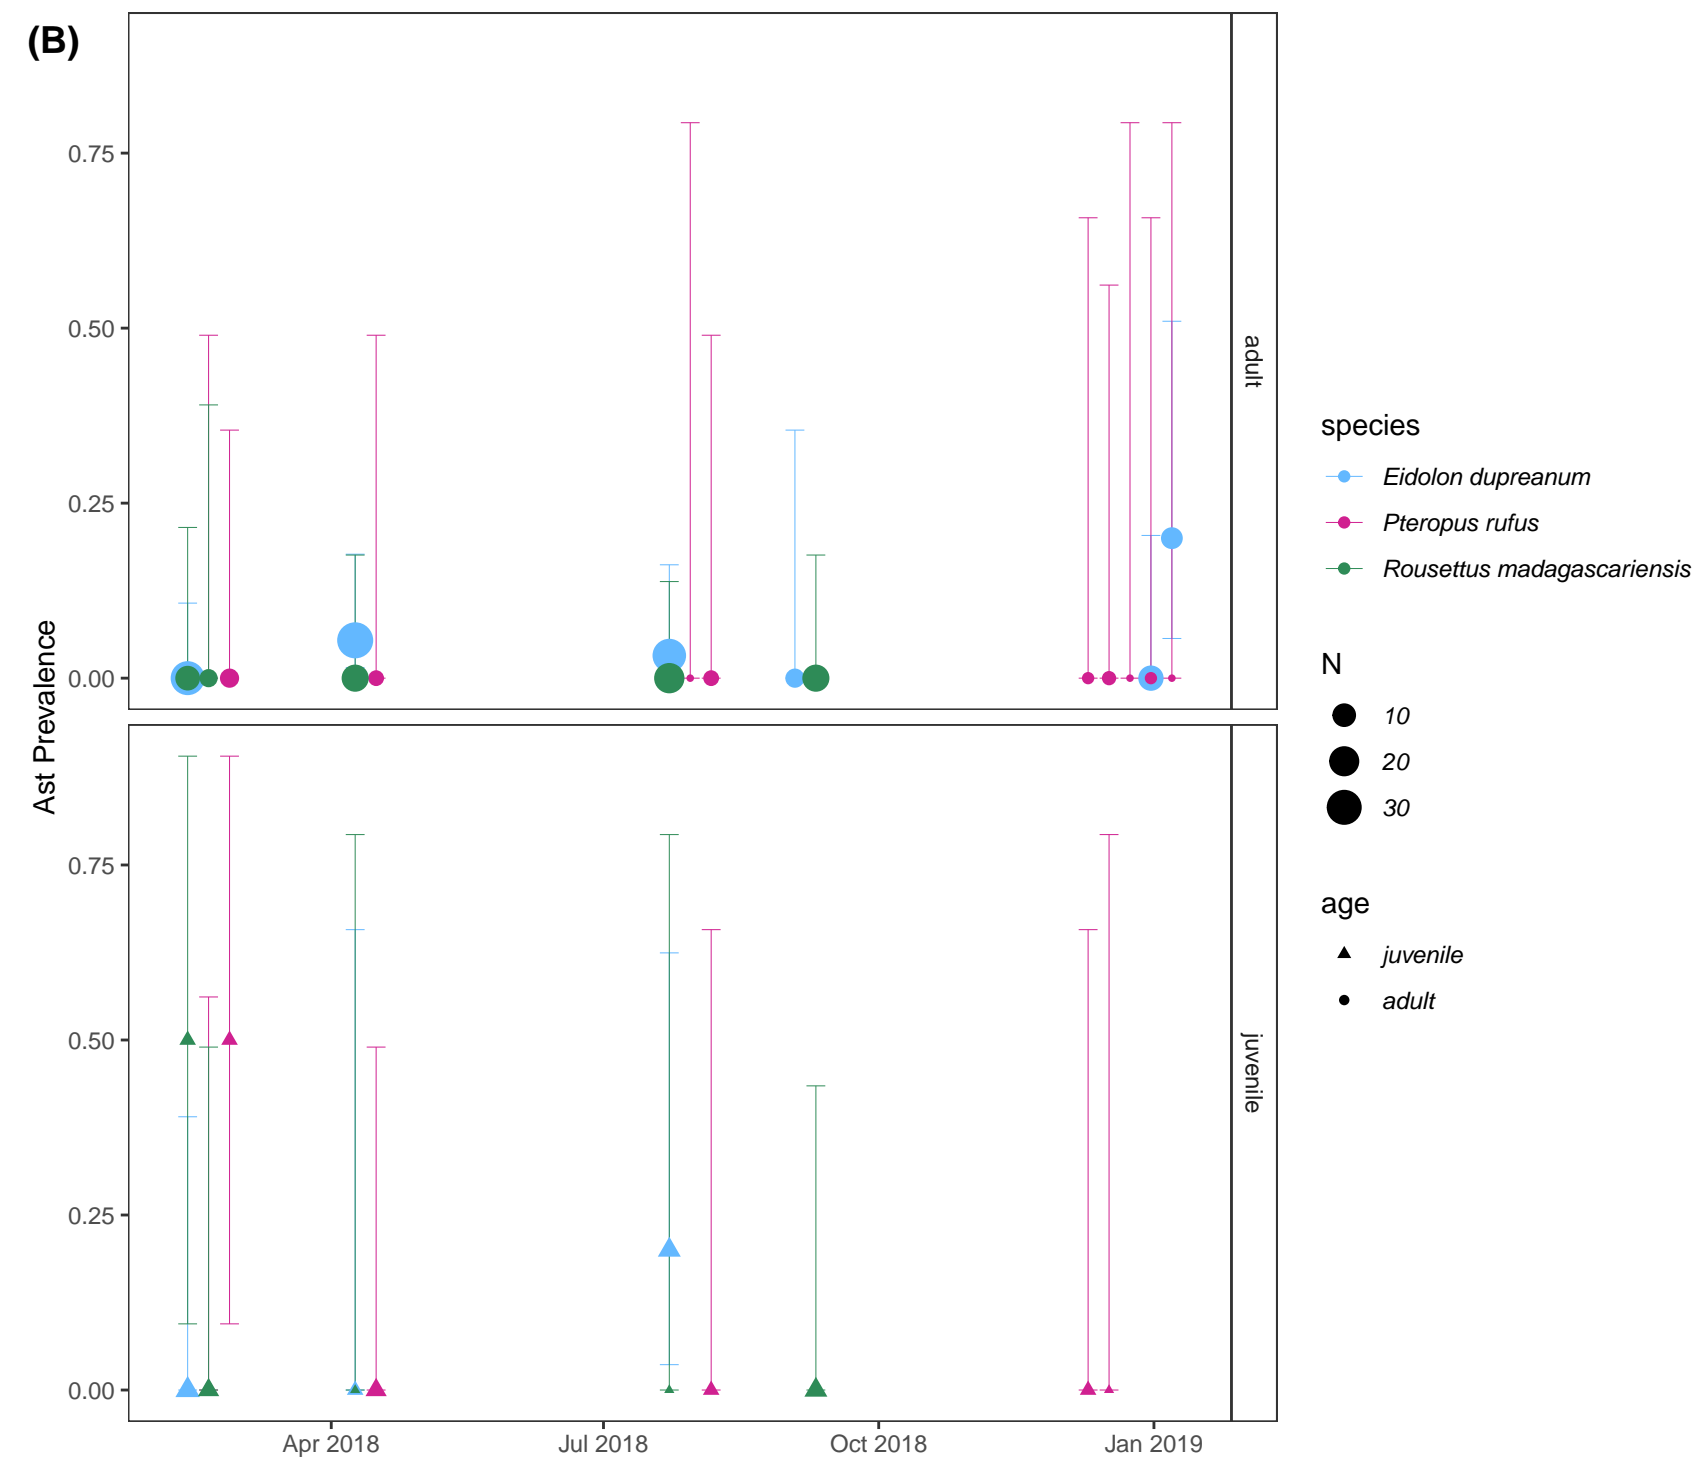 (B)
Ast Prevalence
0.75
0.50
0.25
0.00
adult
0.75
0.50
0.25
0.00
juvenile
Apr 2018
Jul 2018
Oct 2018
Jan 2019
species
Eidolon dupreanum
Pteropus rufus
Rousettus madagascariensis
N
10
20
30
age
juvenile
adult